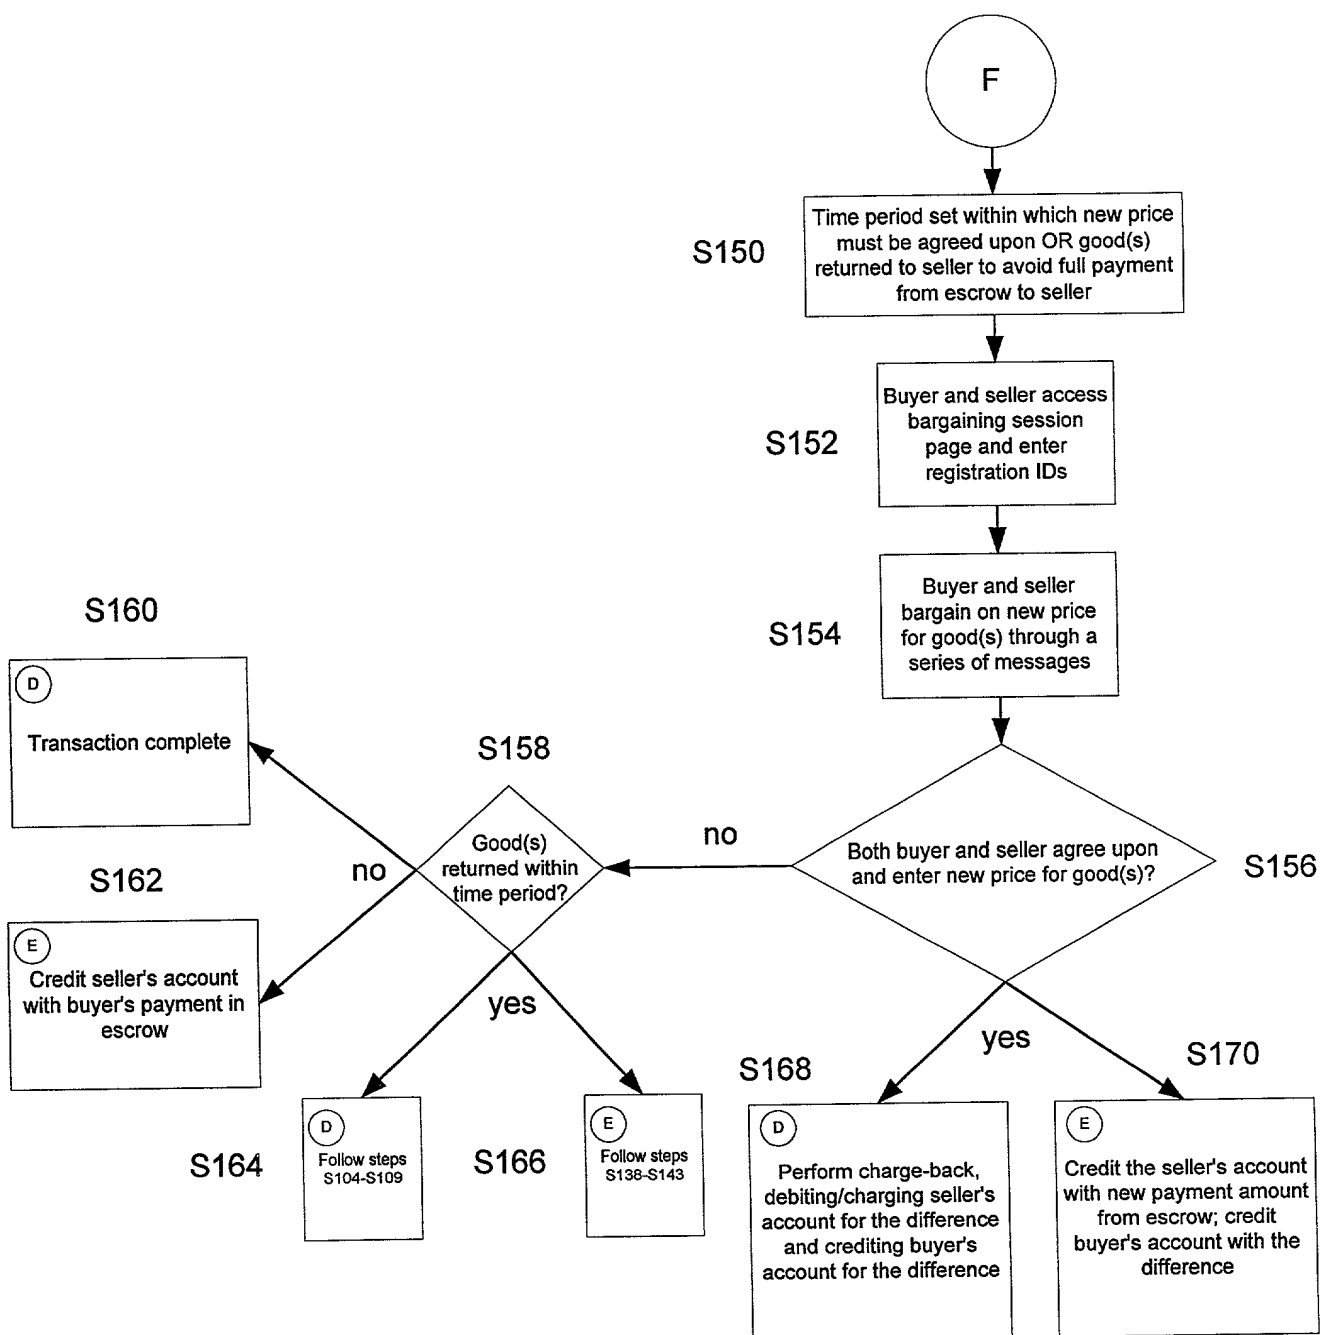 F
S150
Time period set within which new price
must be agreed upon OR good(s)
returned to seller to avoid full payment
from escrow to seller
S152
Buyer and seller access
bargaining session
page and enter
registration IDs
S154
Buyer and seller
bargain on new price
for good(s) through a
series of messages
S156
Both buyer and seller agree upon
and enter new price for good(s)?
no
S158
Good(s)
returned within
time period?
no
S160
D
Transaction complete
S162
E
Credit seller's account
with buyer's payment in
escrow
yes
S164
D
Follow steps
S104-S109
S166
E
Follow steps
S138-S143
yes
S168
D
Perform charge-back,
debiting/charging seller's
account for the difference
and crediting buyer's
account for the difference
S170
E
Credit the seller's account
with new payment amount
from escrow; credit
buyer's account with the
difference